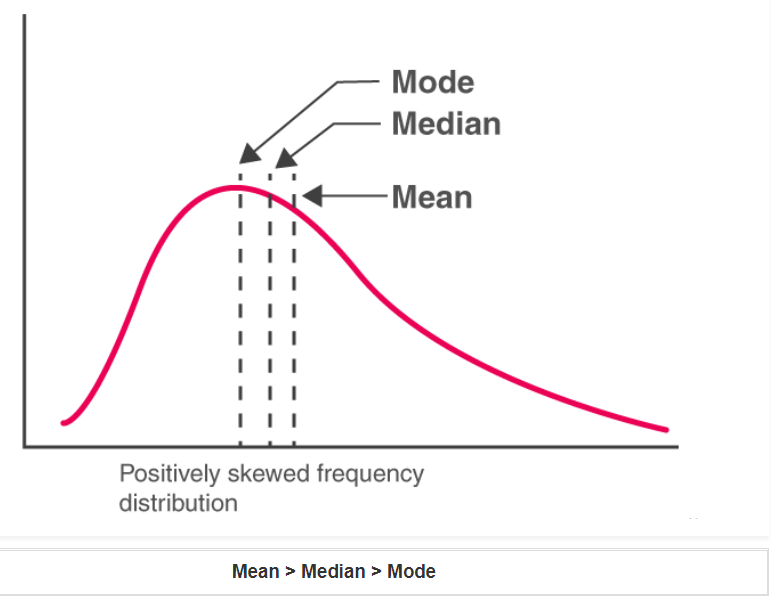 Mode
Median
Mean
Positively skewed frequency
distribution
Mean > Median > Mode